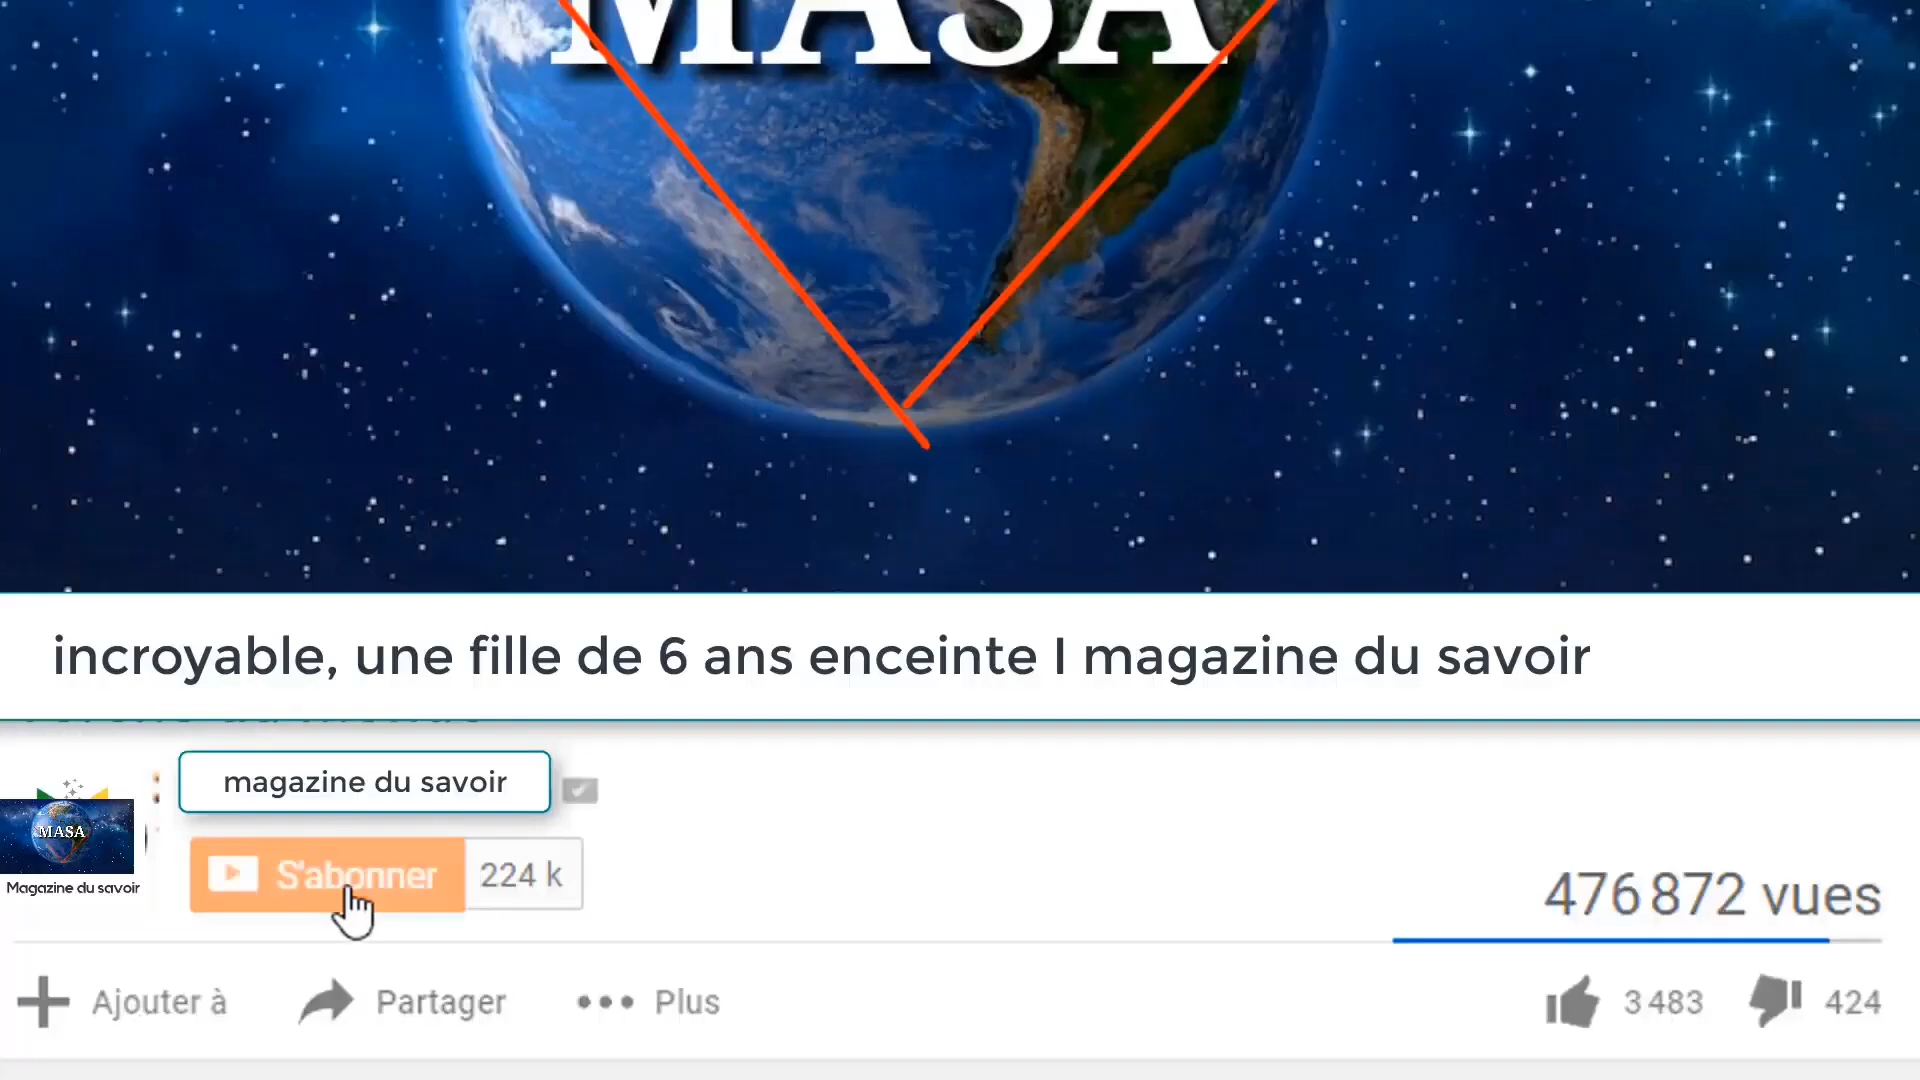 MASA
incroyable, une fille de 6 ans enceinte I magazine du savoir
magazine du savoir
MASA
Magazine du savoir
S'abonner
224 k
476 872 vues
Ajouter à
Partager
Plus
3 483
424